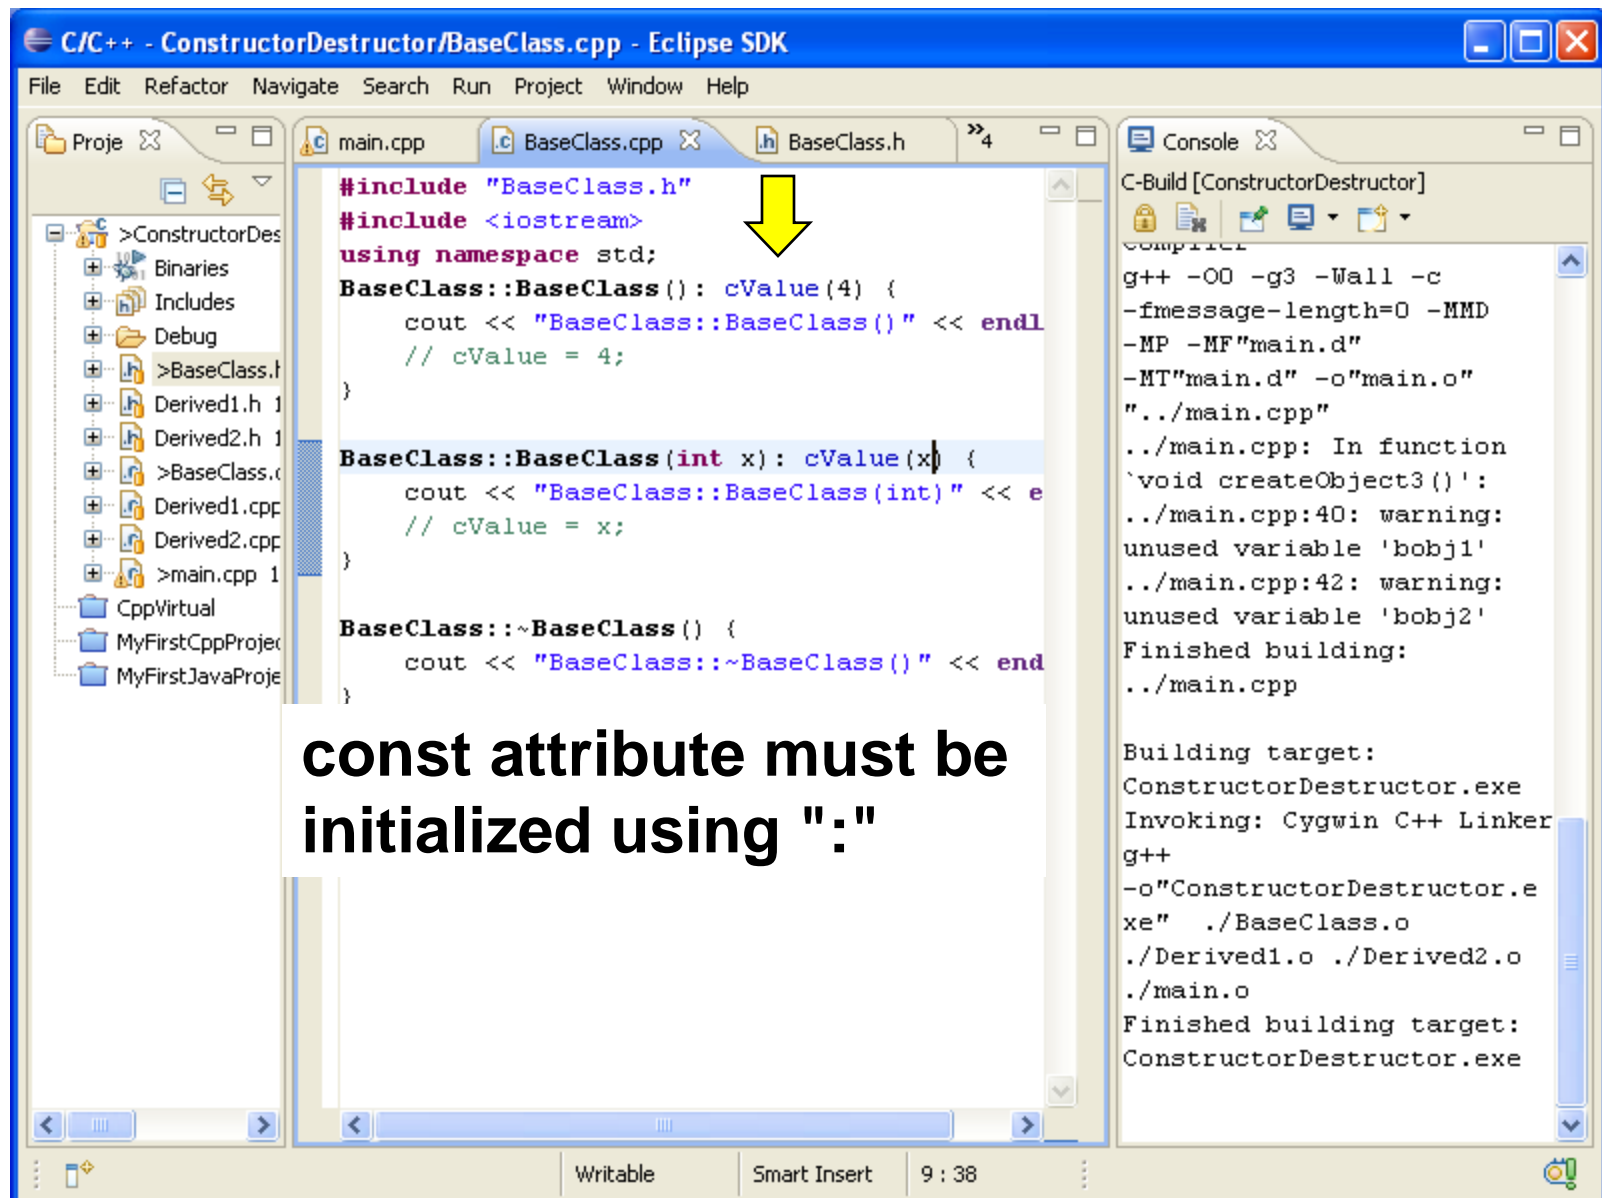 C/C++ - ConstructorDestructor/BaseClass.cpp - Eclipse SDK
File Edit Refactor Navigate Search Run Project Window Help
Proje
>ConstructorDes
Binaries
Includes
Debug
>BaseClass.h
Derived1.h 1
Derived2.h 1
>BaseClass.c
Derived1.cpp
Derived2.cpp
>main.cpp 1
CppVirtual
MyFirstCppProjec
MyFirstJavaProje
main.cpp BaseClass.cpp BaseClass.h »4
#include "BaseClass.h"
#include <iostream>
using namespace std;
BaseClass::BaseClass(): cValue(4) {
    cout << "BaseClass::BaseClass()" << endl
    // cValue = 4;
}
BaseClass::BaseClass(int x): cValue(x) {
    cout << "BaseClass::BaseClass(int)" << e
    // cValue = x;
}
BaseClass::~BaseClass() {
    cout << "BaseClass::~BaseClass()" << end
}
const attribute must be
initialized using ":"
Console
C-Build [ConstructorDestructor]
compiler
g++ -O0 -g3 -Wall -c
-fmessage-length=0 -MMD
-MP -MF"main.d"
-MT"main.d" -o"main.o"
"../main.cpp"
../main.cpp: In function
`void createObject3()':
../main.cpp:40: warning:
unused variable 'bobj1'
../main.cpp:42: warning:
unused variable 'bobj2'
Finished building:
../main.cpp
Building target:
ConstructorDestructor.exe
Invoking: Cygwin C++ Linker
g++
-o"ConstructorDestructor.e
xe" ./BaseClass.o
./Derived1.o ./Derived2.o
./main.o
Finished building target:
ConstructorDestructor.exe
Writable Smart Insert 9 : 38